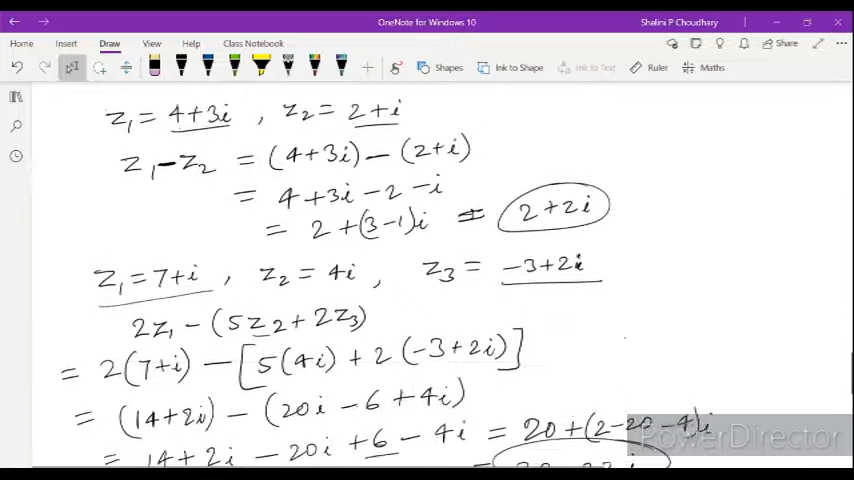 OneNote for Windows 10
Shalini P Choudhary
Home Insert Draw View Help Class Notebook Share
Shapes Ink to Shape Ink to Text Ruler Maths
z₁ = 4+3i , z₂ = 2+i
z₁-z₂ = (4+3i) - (2+i)
= 4+3i-2-i
= 2+(3-1)i = 2+2i
z₁ = 7+i , z₂ = 4i , z₃ = -3+2i
2z₁ - (5z₂+2z₃)
= 2(7+i) - [5(4i) + 2(-3+2i)]
= (14+2i) - (20i-6+4i)
= 14+2i - 20i +6 - 4i = 20+(2-20-4)i
PowerDirector